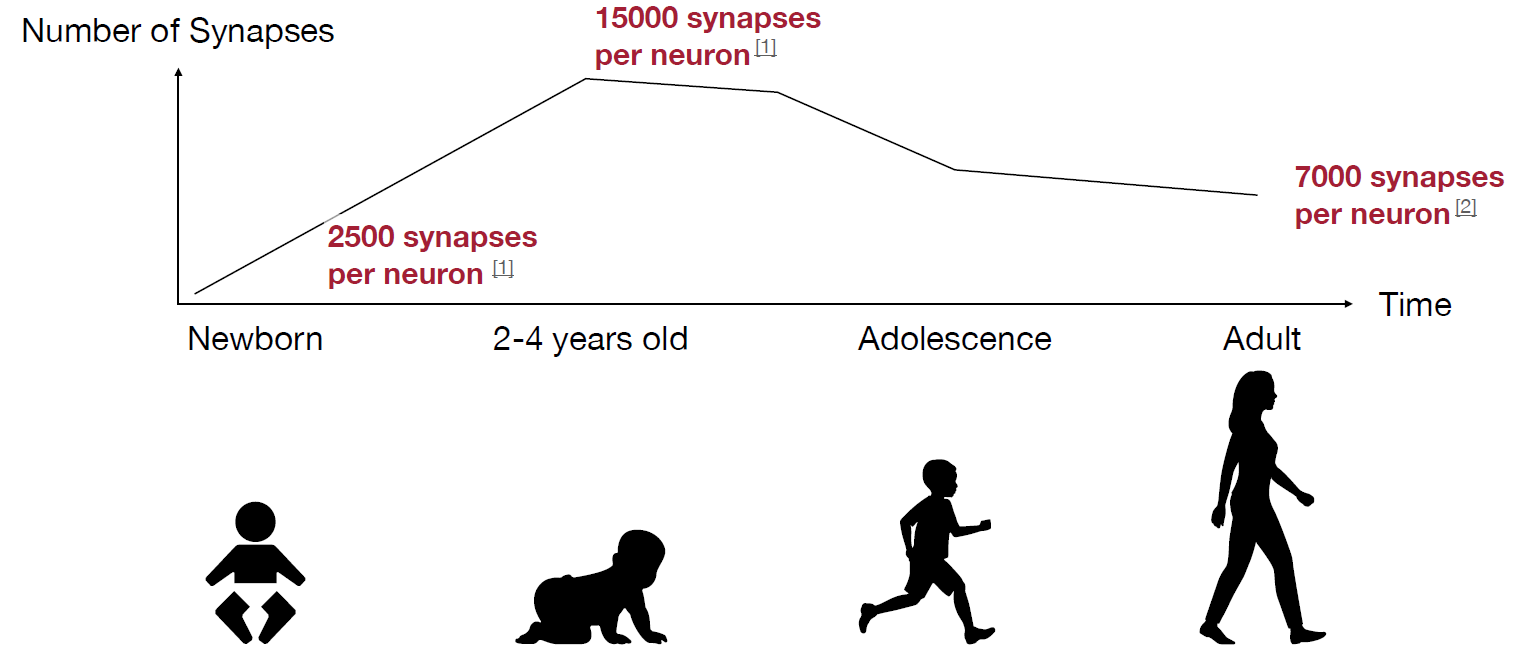 Number of Synapses
15000 synapses
per neuron [1]
2500 synapses
per neuron [1]
7000 synapses
per neuron [2]
Time
Newborn
2-4 years old
Adolescence
Adult